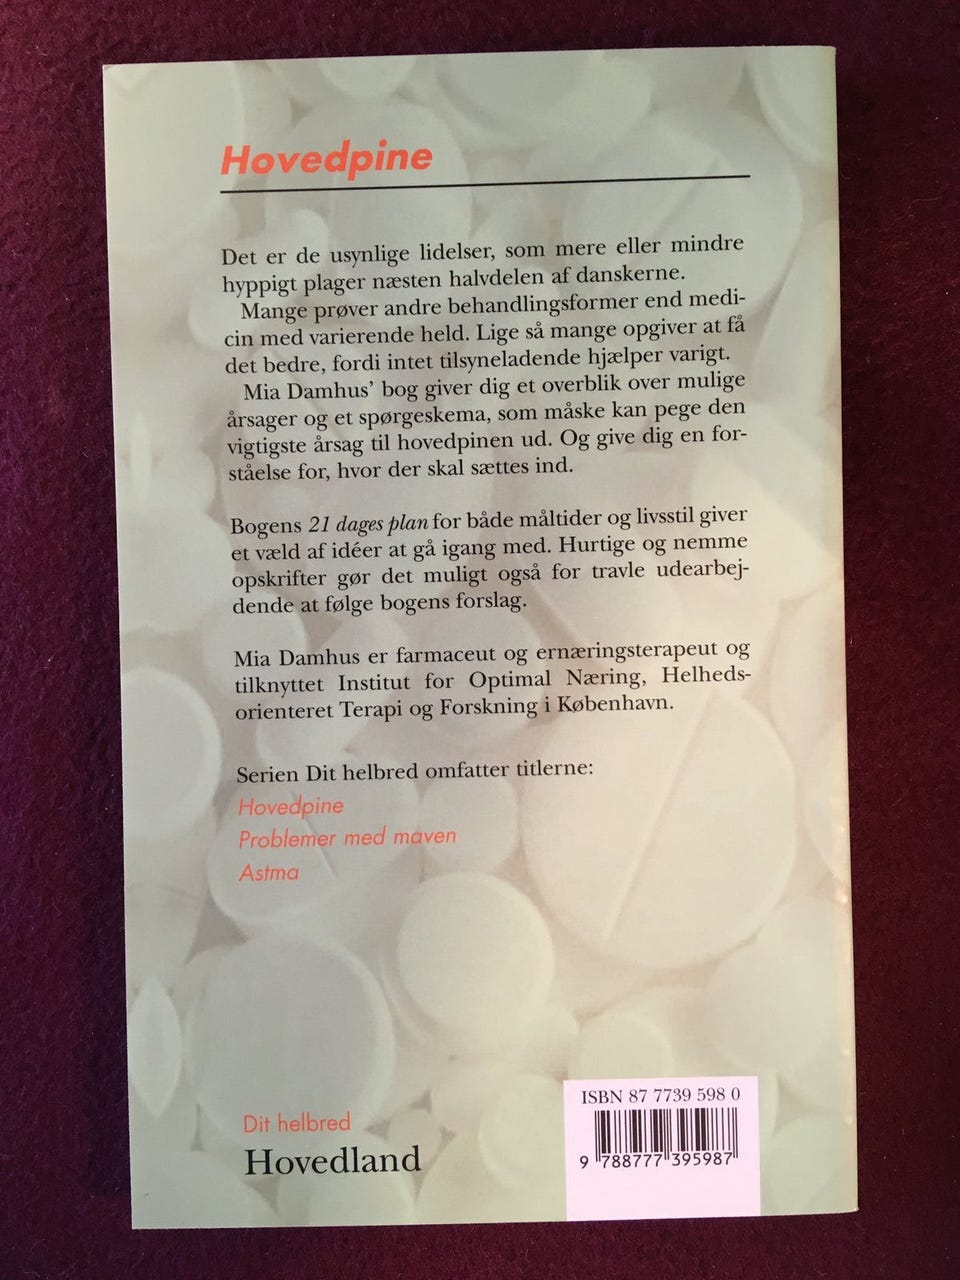 Hovedpine
Det er de usynlige lidelser, som mere eller mindre
hyppigt plager næsten halvdelen af danskerne.
Mange prøver andre behandlingsformer end medi-
cin med varierende held. Lige så mange opgiver at få
det bedre, fordi intet tilsyneladende hjælper varigt.
Mia Damhus' bog giver dig et overblik over mulige
årsager og et spørgeskema, som måske kan pege den
vigtigste årsag til hovedpinen ud. Og give dig en for-
ståelse for, hvor der skal sættes ind.
Bogens 21 dages plan for både måltider og livsstil giver
et væld af idéer at gå igang med. Hurtige og nemme
opskrifter gør det muligt også for travle udearbej-
dende at følge bogens forslag.
Mia Damhus er farmaceut og ernæringsterapeut og
tilknyttet Institut for Optimal Næring, Helheds-
orienteret Terapi og Forskning i København.
Serien Dit helbred omfatter titlerne:
Hovedpine
Problemer med maven
Astma
Dit helbred
Hovedland
ISBN 87 7739 598 0
9 788777 395987